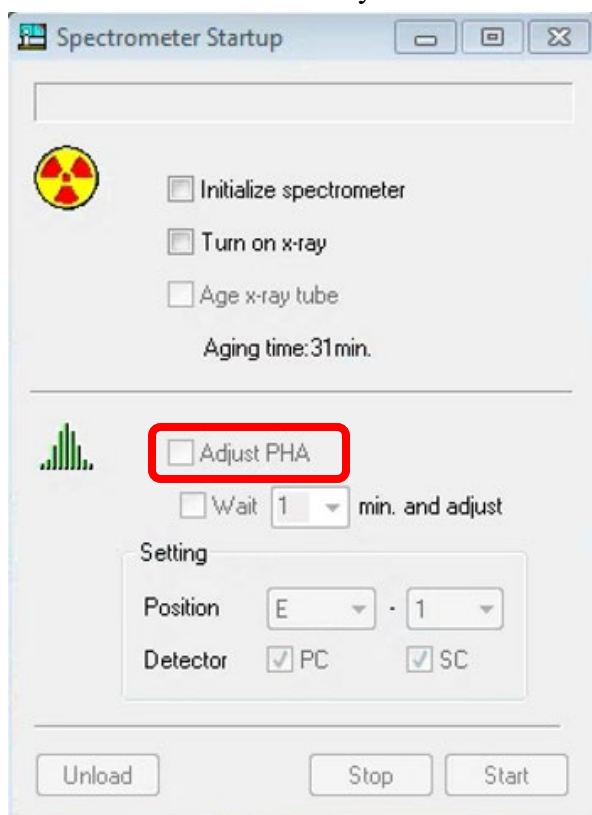 Spectrometer Startup
Initialize spectrometer
Turn on x-ray
Age x-ray tube
Aging time:31min.
Adjust PHA
Wait 1 min. and adjust
Setting
Position E - 1
Detector PC SC
Unload Stop Start